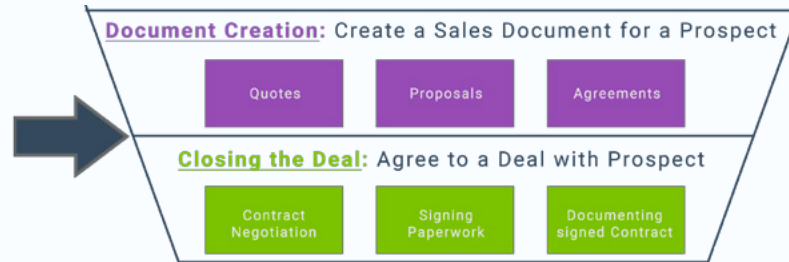 Document Creation: Create a Sales Document for a Prospect
Quotes
Proposals
Agreements
Closing the Deal: Agree to a Deal with Prospect
Contract
Negotiation
Signing
Paperwork
Documenting
signed Contract